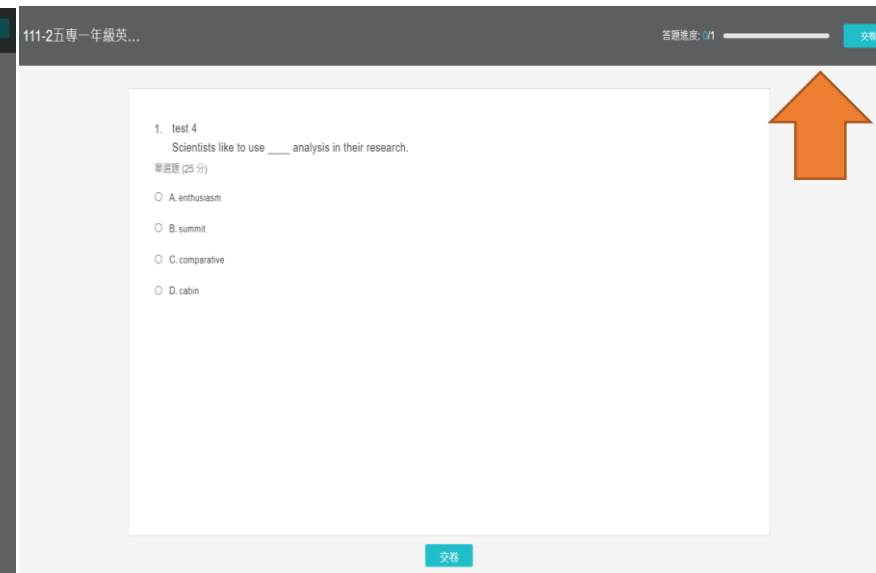 111-2五專一年級英...
答題進度: 0/1
交卷
1. test 4
Scientists like to use ____ analysis in their research.
單選題 (25 分)
A. enthusiasm
B. summit
C. comparative
D. cabin
交卷